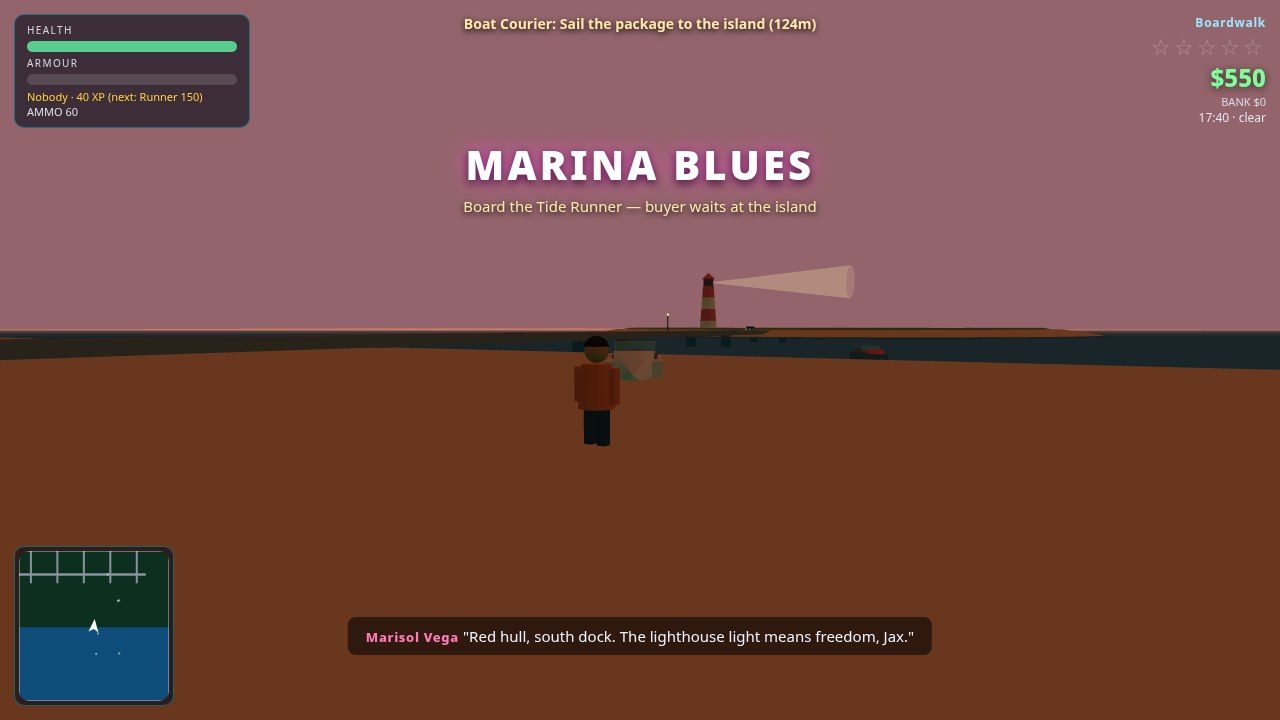 HEALTH
ARMOUR
Nobody · 40 XP (next: Runner 150)
AMMO 60
Boat Courier: Sail the package to the island (124m)
Boardwalk
☆☆☆☆☆
$550
BANK $0
17:40 · clear
MARINA BLUES
Board the Tide Runner — buyer waits at the island
Marisol Vega "Red hull, south dock. The lighthouse light means freedom, Jax."